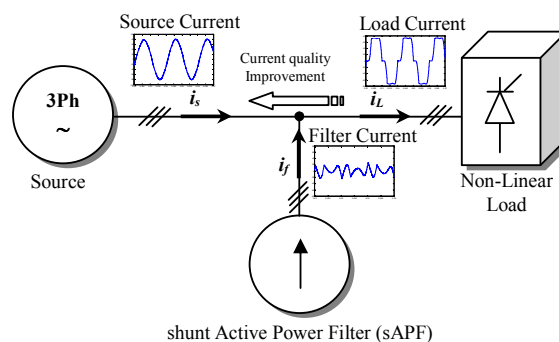 Source Current
Load Current
Current quality
Improvement
3Ph
~
i_s
i_L
Filter Current
i_f
Source
Non-Linear
Load
shunt Active Power Filter (sAPF)